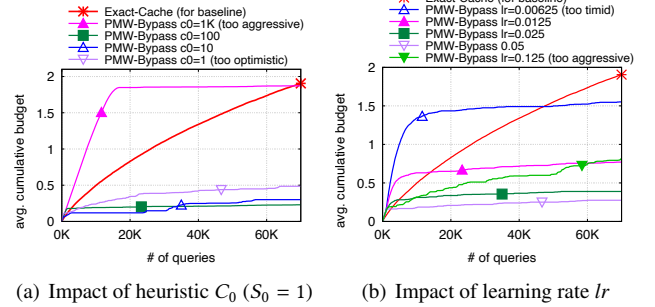 Exact-Cache (for baseline)
PMW-Bypass c0=1K (too aggressive)
PMW-Bypass c0=100
PMW-Bypass c0=10
PMW-Bypass c0=1 (too optimistic)
avg. cumulative budget
2
1.5
1
0.5
0
0K 20K 40K 60K
# of queries
(a) Impact of heuristic C0 (S0 = 1)
Exact-Cache (for baseline)
PMW-Bypass lr=0.00625 (too timid)
PMW-Bypass lr=0.0125
PMW-Bypass lr=0.025
PMW-Bypass 0.05
PMW-Bypass lr=0.125 (too aggressive)
avg. cumulative budget
2
1.5
1
0.5
0
0K 20K 40K 60K
# of queries
(b) Impact of learning rate lr